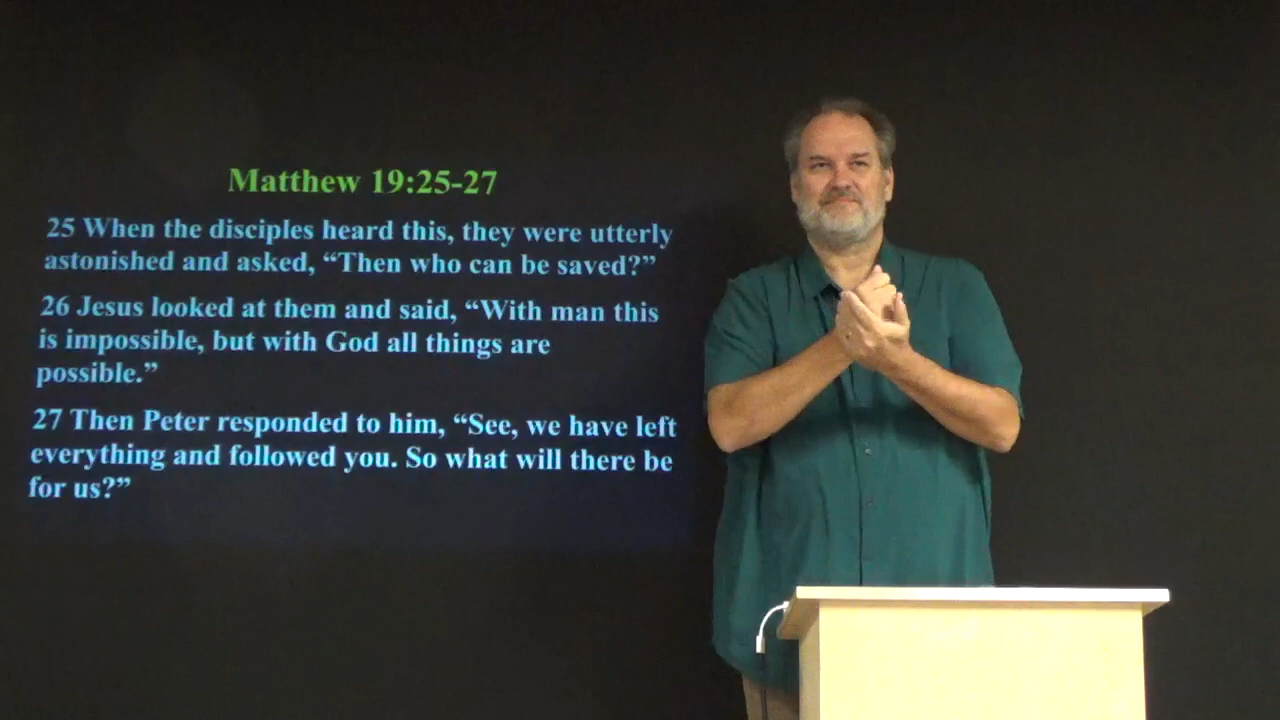 Matthew 19:25-27
25 When the disciples heard this, they were utterly
astonished and asked, “Then who can be saved?”
26 Jesus looked at them and said, “With man this
is impossible, but with God all things are
possible.”
27 Then Peter responded to him, “See, we have left
everything and followed you. So what will there be
for us?”